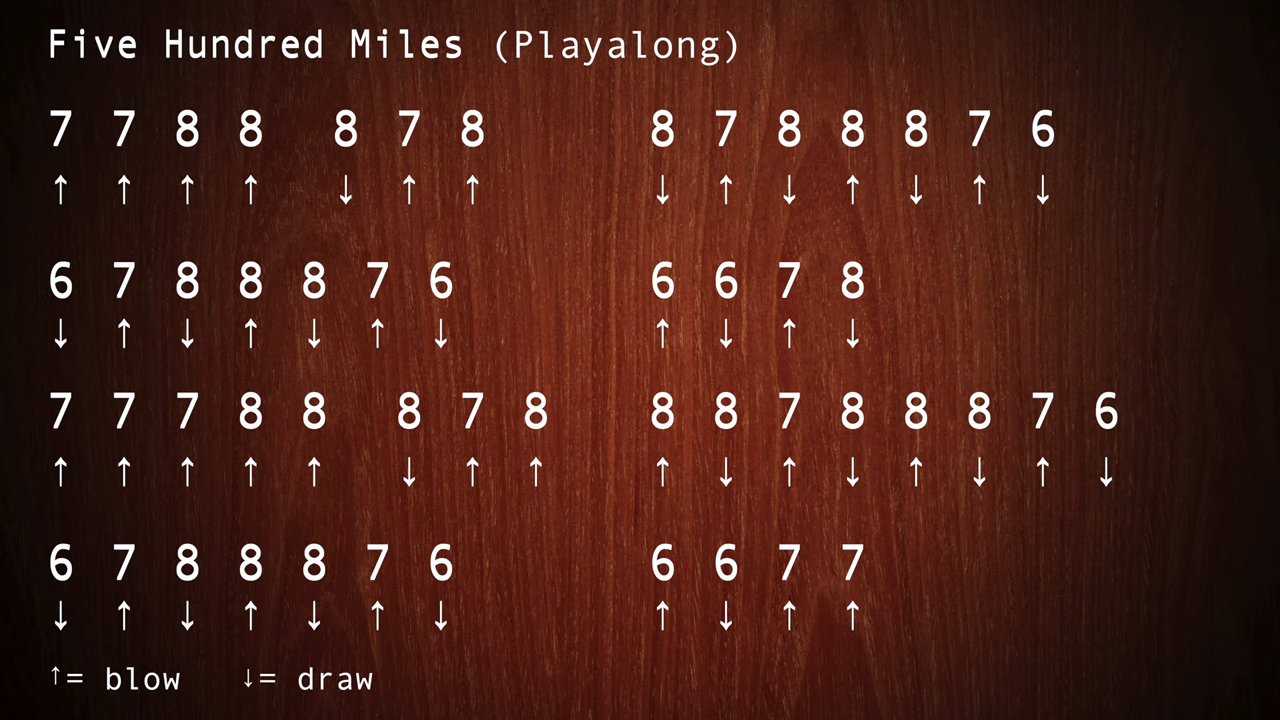 Five Hundred Miles (Playalong)
7 7 8 8 8 7 8 8 7 8 8 8 7 6
↑ ↑ ↑ ↑ ↓ ↑ ↑ ↓ ↑ ↓ ↑ ↓ ↑ ↓
6 7 8 8 8 7 6 6 6 7 8
↓ ↑ ↓ ↑ ↓ ↑ ↓ ↑ ↓ ↑ ↓
7 7 7 8 8 8 7 8 8 8 7 8 8 8 7 6
↑ ↑ ↑ ↑ ↑ ↓ ↑ ↑ ↑ ↓ ↑ ↓ ↑ ↓ ↑ ↓
6 7 8 8 8 7 6 6 6 7 7
↓ ↑ ↓ ↑ ↓ ↑ ↓ ↑ ↓ ↑ ↑
↑= blow ↓= draw